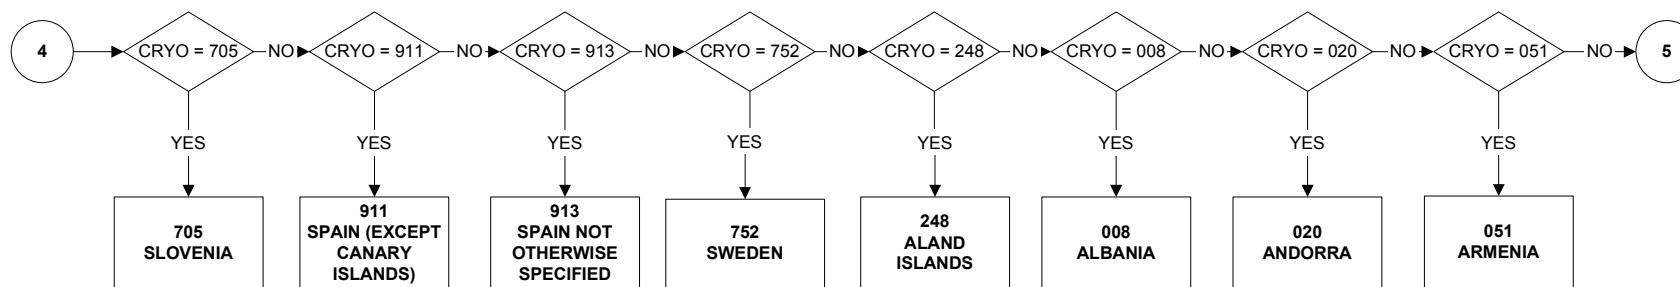 4
CRYO = 705
NO
CRYO = 911
NO
CRYO = 913
NO
CRYO = 752
NO
CRYO = 248
NO
CRYO = 008
NO
CRYO = 020
NO
CRYO = 051
NO
5
YES
YES
YES
YES
YES
YES
YES
YES
705
SLOVENIA
911
SPAIN (EXCEPT
CANARY
ISLANDS)
913
SPAIN NOT
OTHERWISE
SPECIFIED
752
SWEDEN
248
ALAND
ISLANDS
008
ALBANIA
020
ANDORRA
051
ARMENIA